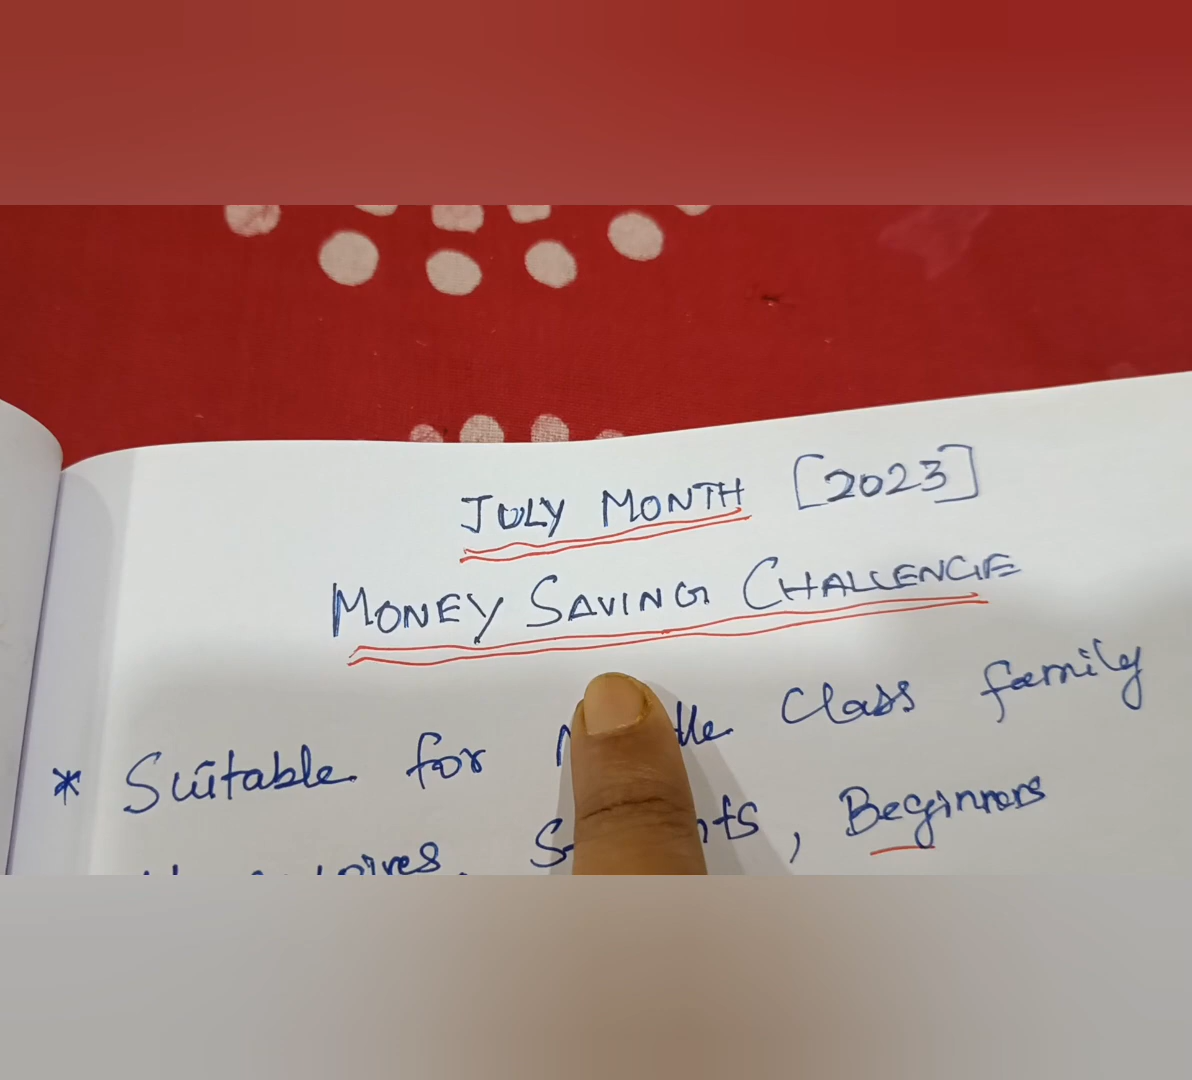 JULY MONTH [2023]
MONEY SAVING CHALLENGE
* Suitable for Class family
, Beginners